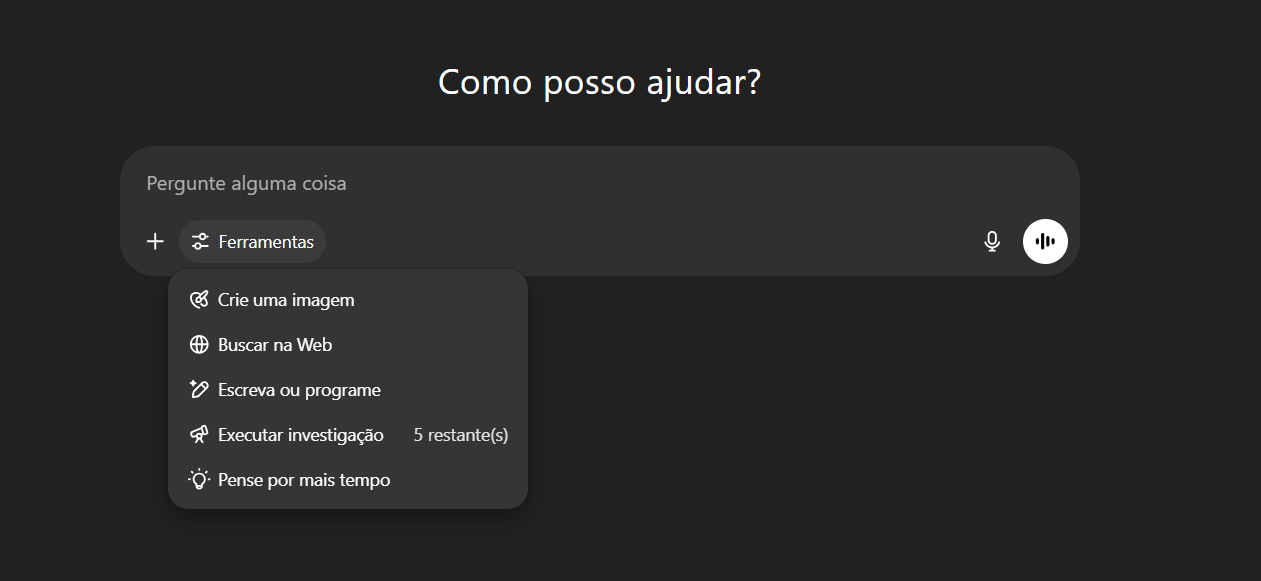 Como posso ajudar?
Pergunte alguma coisa
Ferramentas
Crie uma imagem
Buscar na Web
Escreva ou programe
Executar investigação 5 restante(s)
Pense por mais tempo